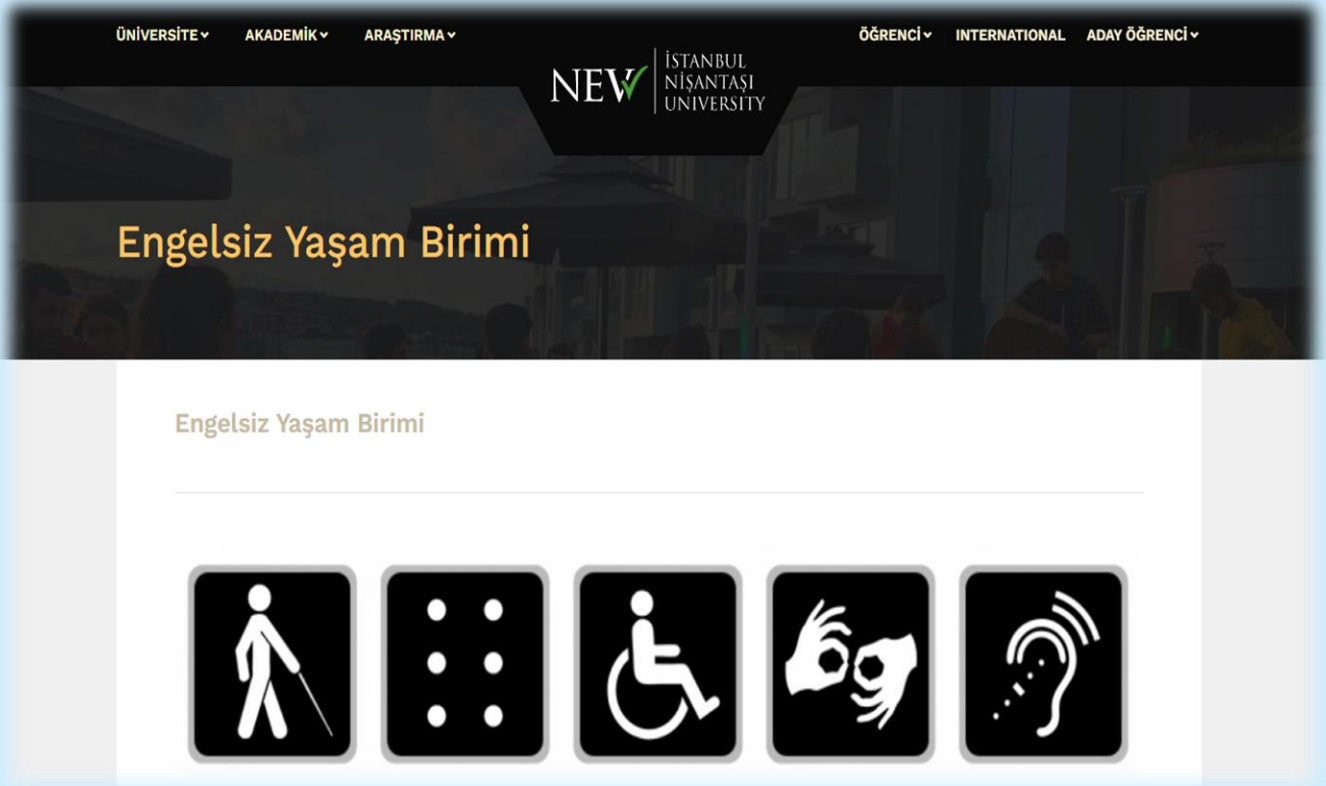 ÜNİVERSİTE AKADEMİK ARAŞTIRMA ÖĞRENCİ INTERNATIONAL ADAY ÖĞRENCİ
NEW İSTANBUL
NİŞANTAŞI
UNIVERSITY
Engelsiz Yaşam Birimi
Engelsiz Yaşam Birimi